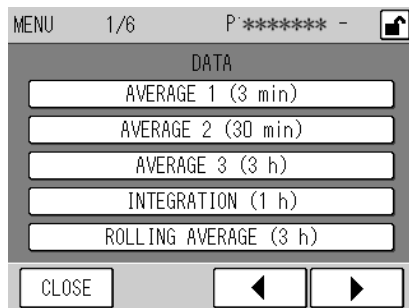 MENU 1/6 P ******* -
DATA
AVERAGE 1 (3 min)
AVERAGE 2 (30 min)
AVERAGE 3 (3 h)
INTEGRATION (1 h)
ROLLING AVERAGE (3 h)
CLOSE